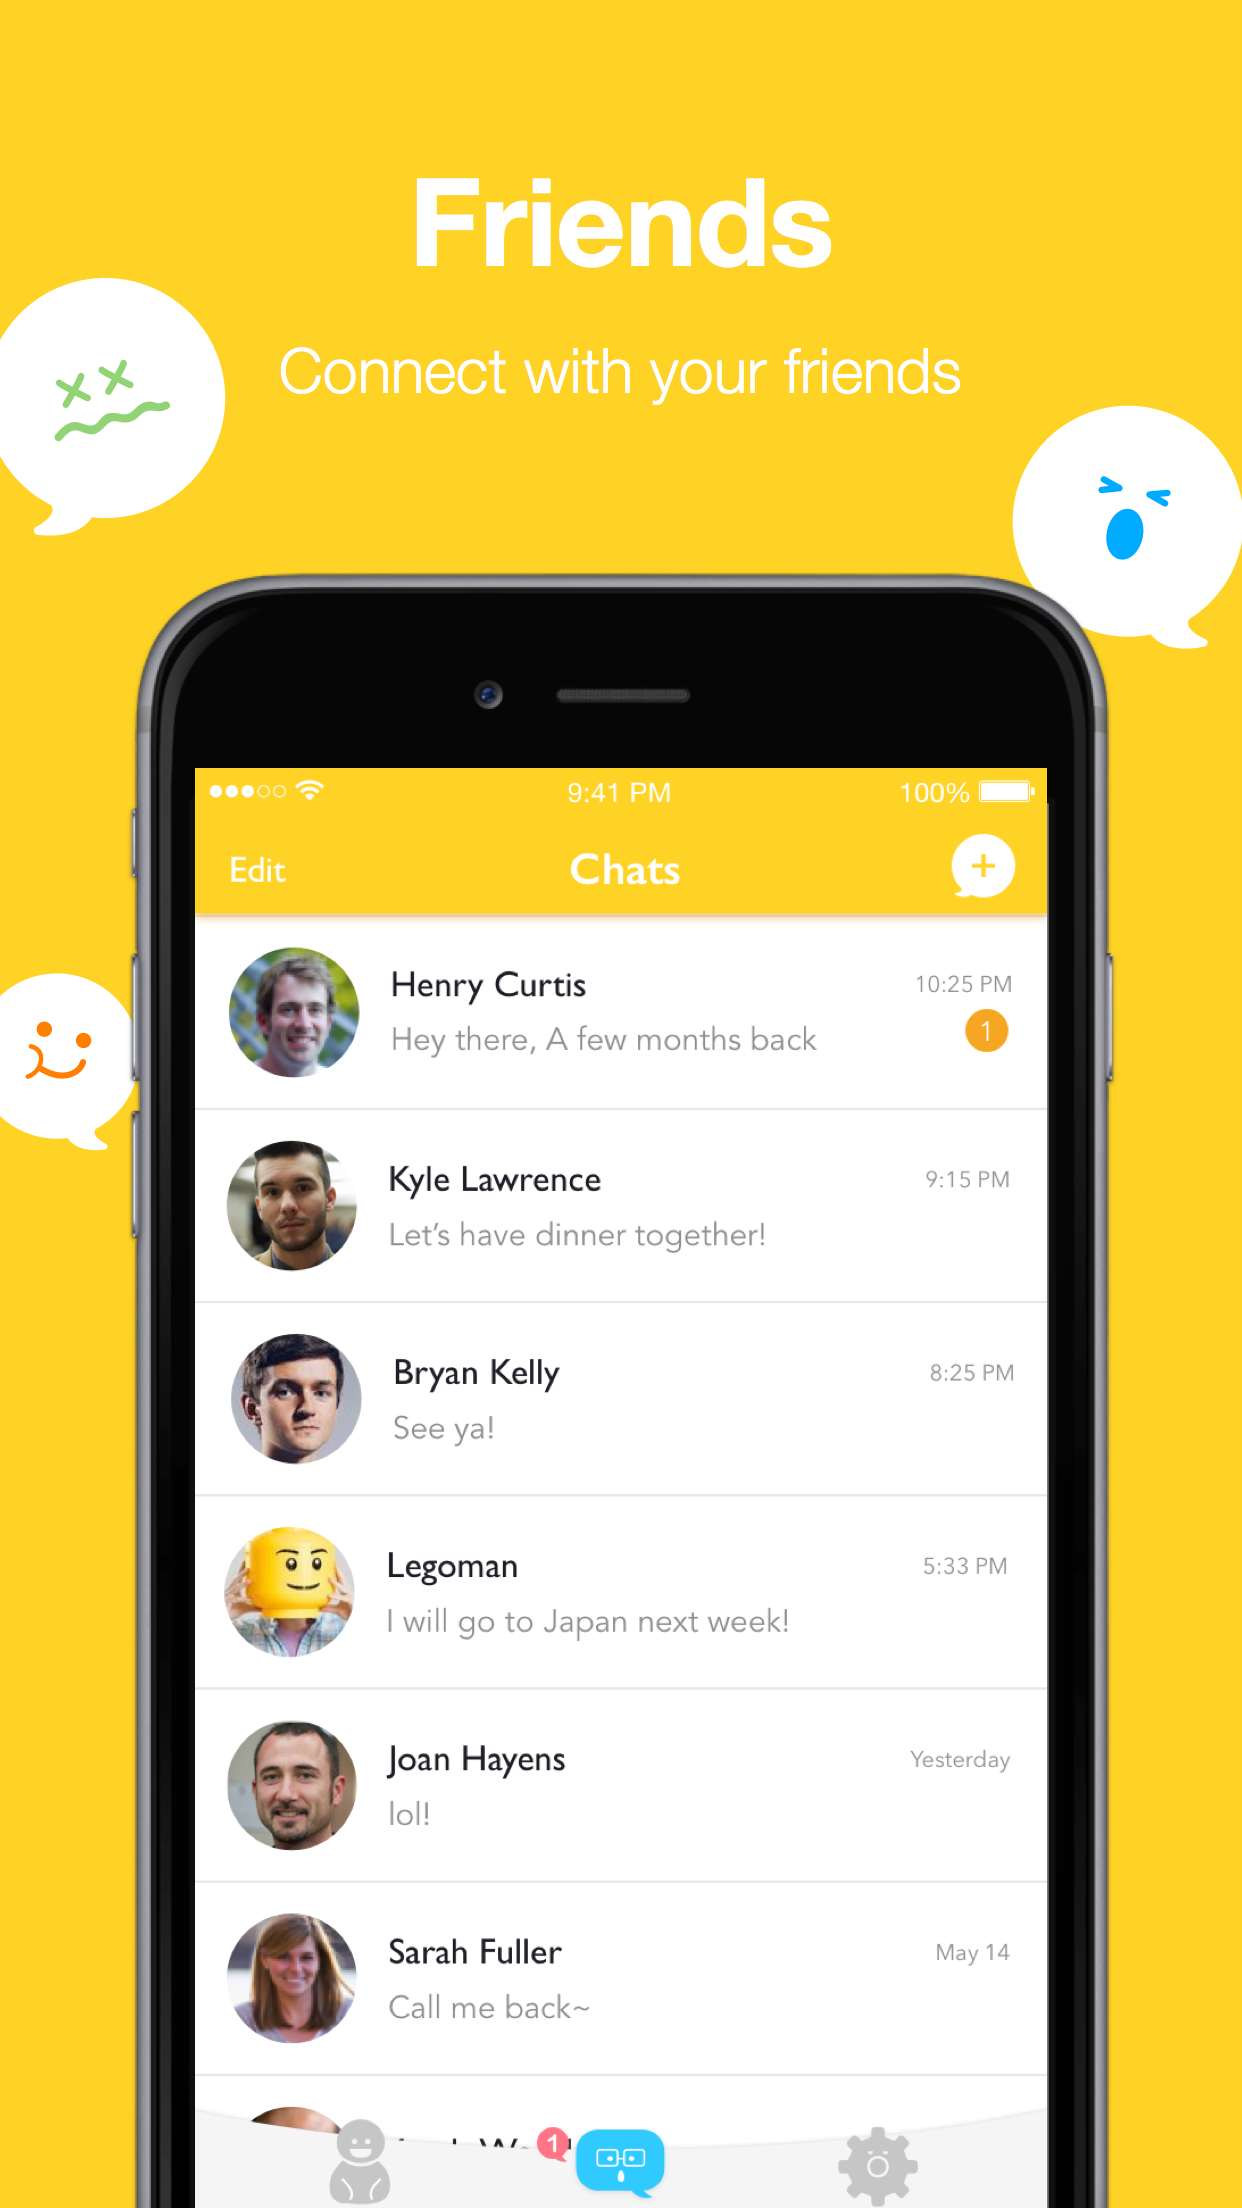 Friends
Connect with your friends
9:41 PM
100%
Edit
Chats
Henry Curtis
10:25 PM
Hey there, A few months back
1
Kyle Lawrence
9:15 PM
Let's have dinner together!
Bryan Kelly
8:25 PM
See ya!
Legoman
5:33 PM
I will go to Japan next week!
Joan Hayens
Yesterday
lol!
Sarah Fuller
May 14
Call me back~
1